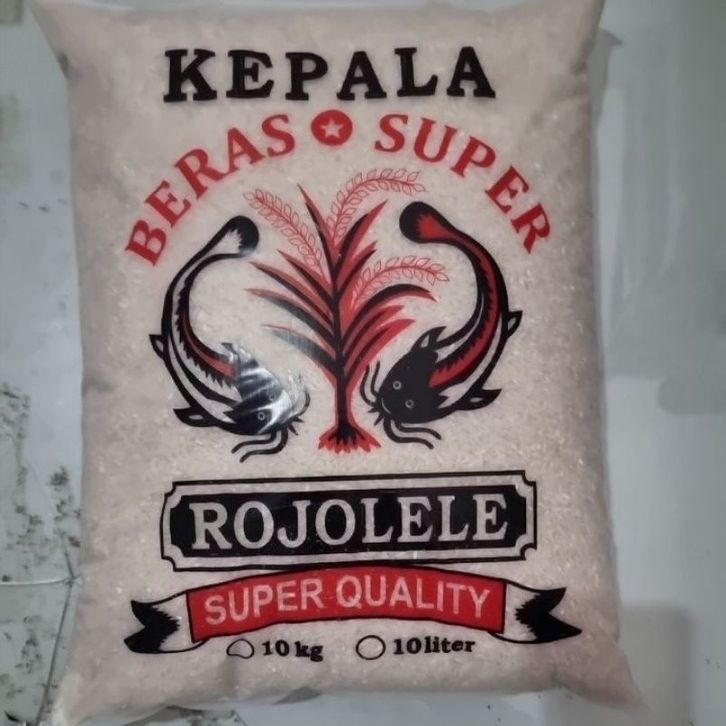 KEPALA
BERAS SUPER
ROJOLELE
SUPER QUALITY
10 kg 10 liter